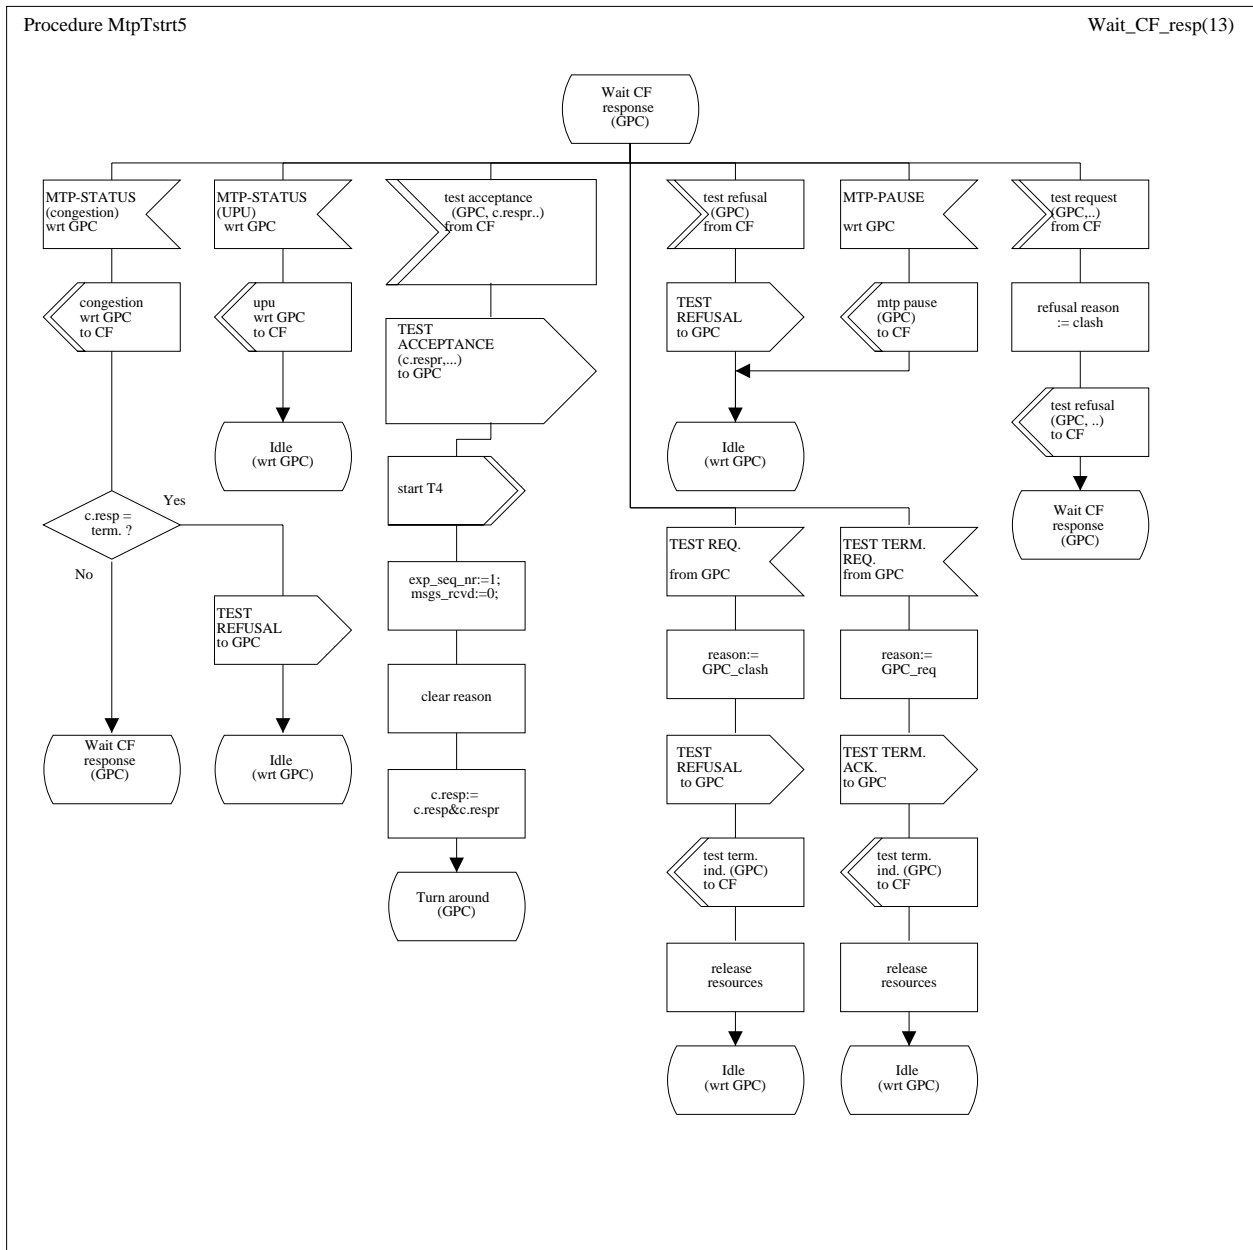 Procedure MtpTstrt5
Wait_CF_resp(13)
Wait CF
response
(GPC)
MTP-STATUS
(congestion)
wrt GPC
MTP-STATUS
(UPU)
wrt GPC
test acceptance
(GPC, c.respr..)
from CF
test refusal
(GPC)
from CF
MTP-PAUSE
wrt GPC
test request
(GPC,..)
from CF
congestion
wrt GPC
to CF
upu
wrt GPC
to CF
TEST
ACCEPTANCE
(c.respr,...)
to GPC
TEST
REFUSAL
to GPC
mtp pause
(GPC)
to CF
refusal reason
:= clash
test refusal
(GPC, ..)
to CF
Idle
(wrt GPC)
Idle
(wrt GPC)
start T4
Wait CF
response
(GPC)
c.resp =
term. ?
Yes
No
exp_seq_nr:=1;
msgs_rcvd:=0;
TEST REQ.
from GPC
TEST TERM.
REQ.
from GPC
TEST
REFUSAL
to GPC
clear reason
reason:=
GPC_clash
reason:=
GPC_req
Wait CF
response
(GPC)
Idle
(wrt GPC)
c.resp:=
c.resp&c.respr
TEST
REFUSAL
to GPC
TEST TERM.
ACK.
to GPC
Turn around
(GPC)
test term.
ind. (GPC)
to CF
test term.
ind. (GPC)
to CF
release
resources
release
resources
Idle
(wrt GPC)
Idle
(wrt GPC)